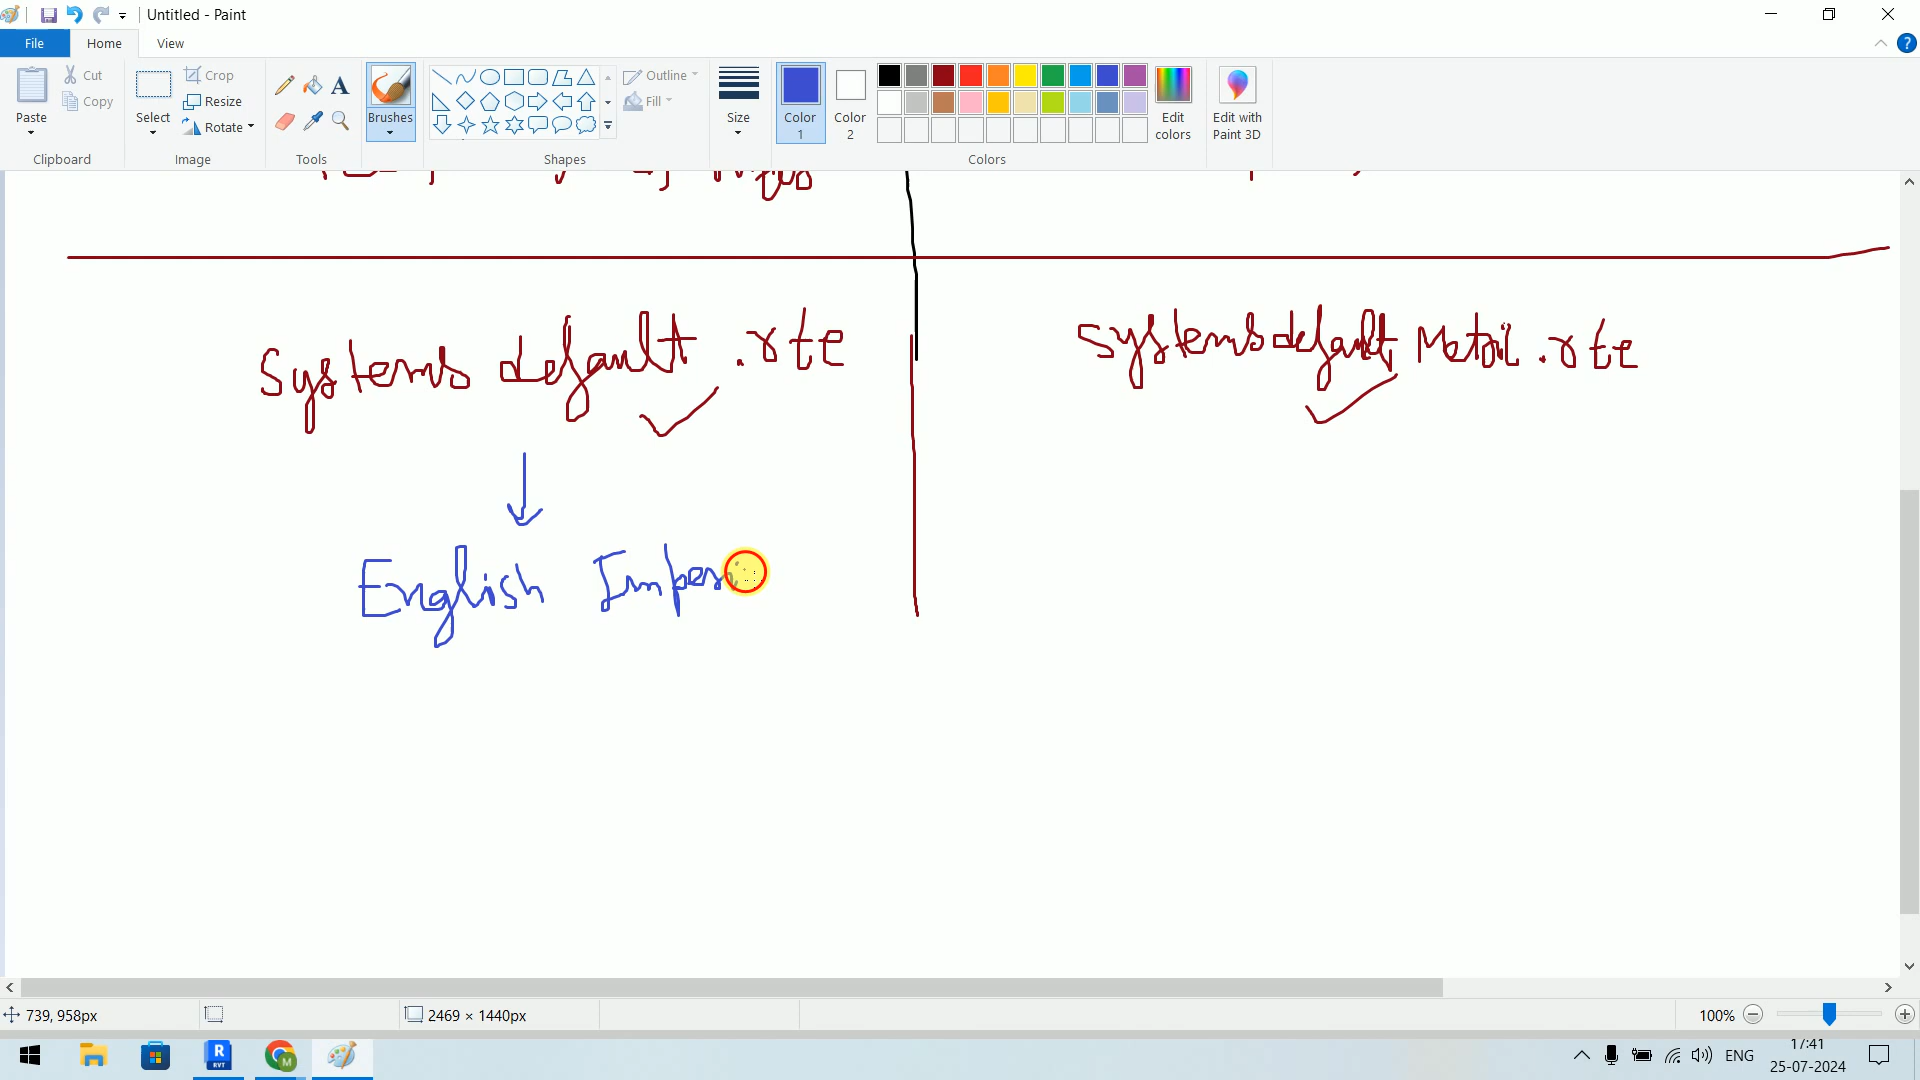 Untitled - Paint
File Home View
Paste
Cut
Copy
Clipboard
Select
Crop
Resize
Rotate
Image
Tools
Brushes
Outline
Fill
Shapes
Size
Color 1
Color 2
Edit colors
Colors
Edit with Paint 3D
Systems default .rte
Systems default Metric .rte
English Imper
739, 958px
2469 × 1440px
100%
R
RVT
M
ENG
17:41
25-07-2024